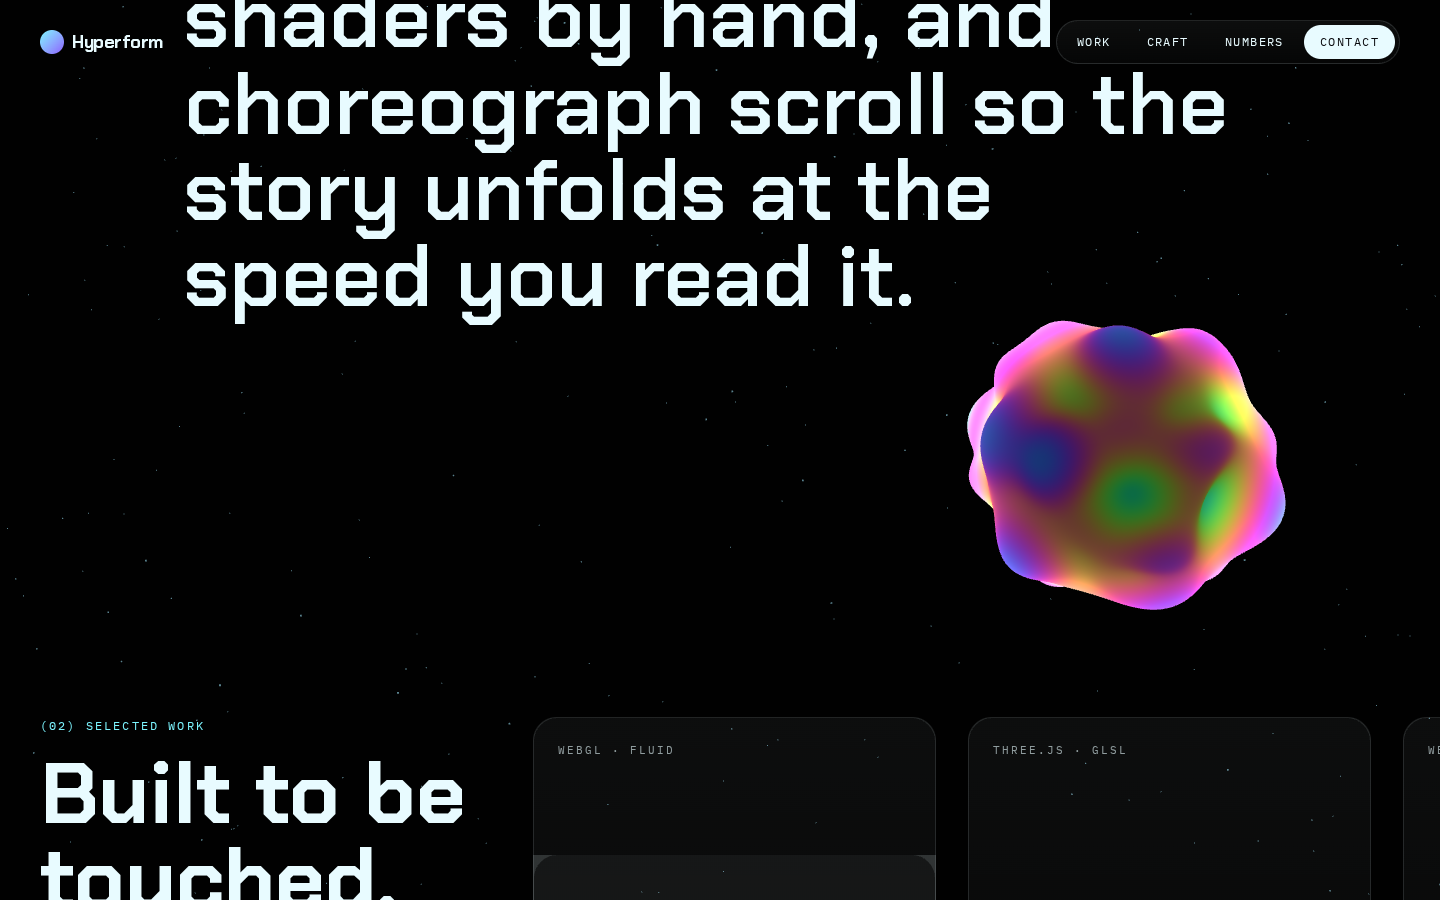 Hyperform
WORK
CRAFT
NUMBERS
CONTACT
shaders by hand, and
choreograph scroll so the
story unfolds at the
speed you read it.
(02) SELECTED WORK
Built to be
touched.
WEBGL · FLUID
THREE.JS · GLSL